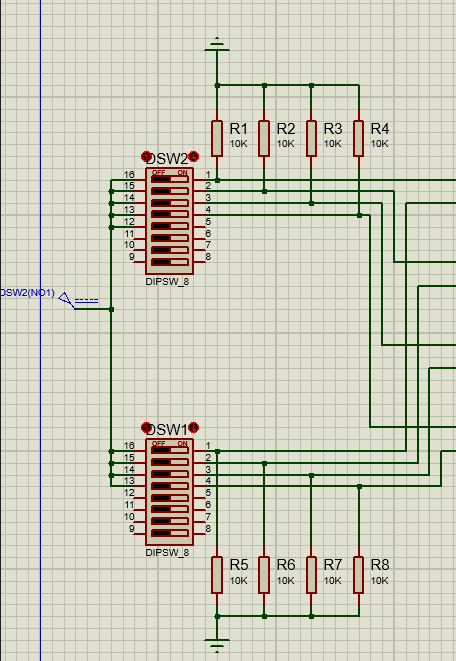 R1 R2 R3 R4
10K 10K 10K 10K
DSW2
OFF ON
16 1
15 2
14 3
13 4
12 5
11 6
10 7
9 8
DIPSW_8
DSW2(NO1)
DSW1
OFF ON
16 1
15 2
14 3
13 4
12 5
11 6
10 7
9 8
DIPSW_8
R5 R6 R7 R8
10K 10K 10K 10K